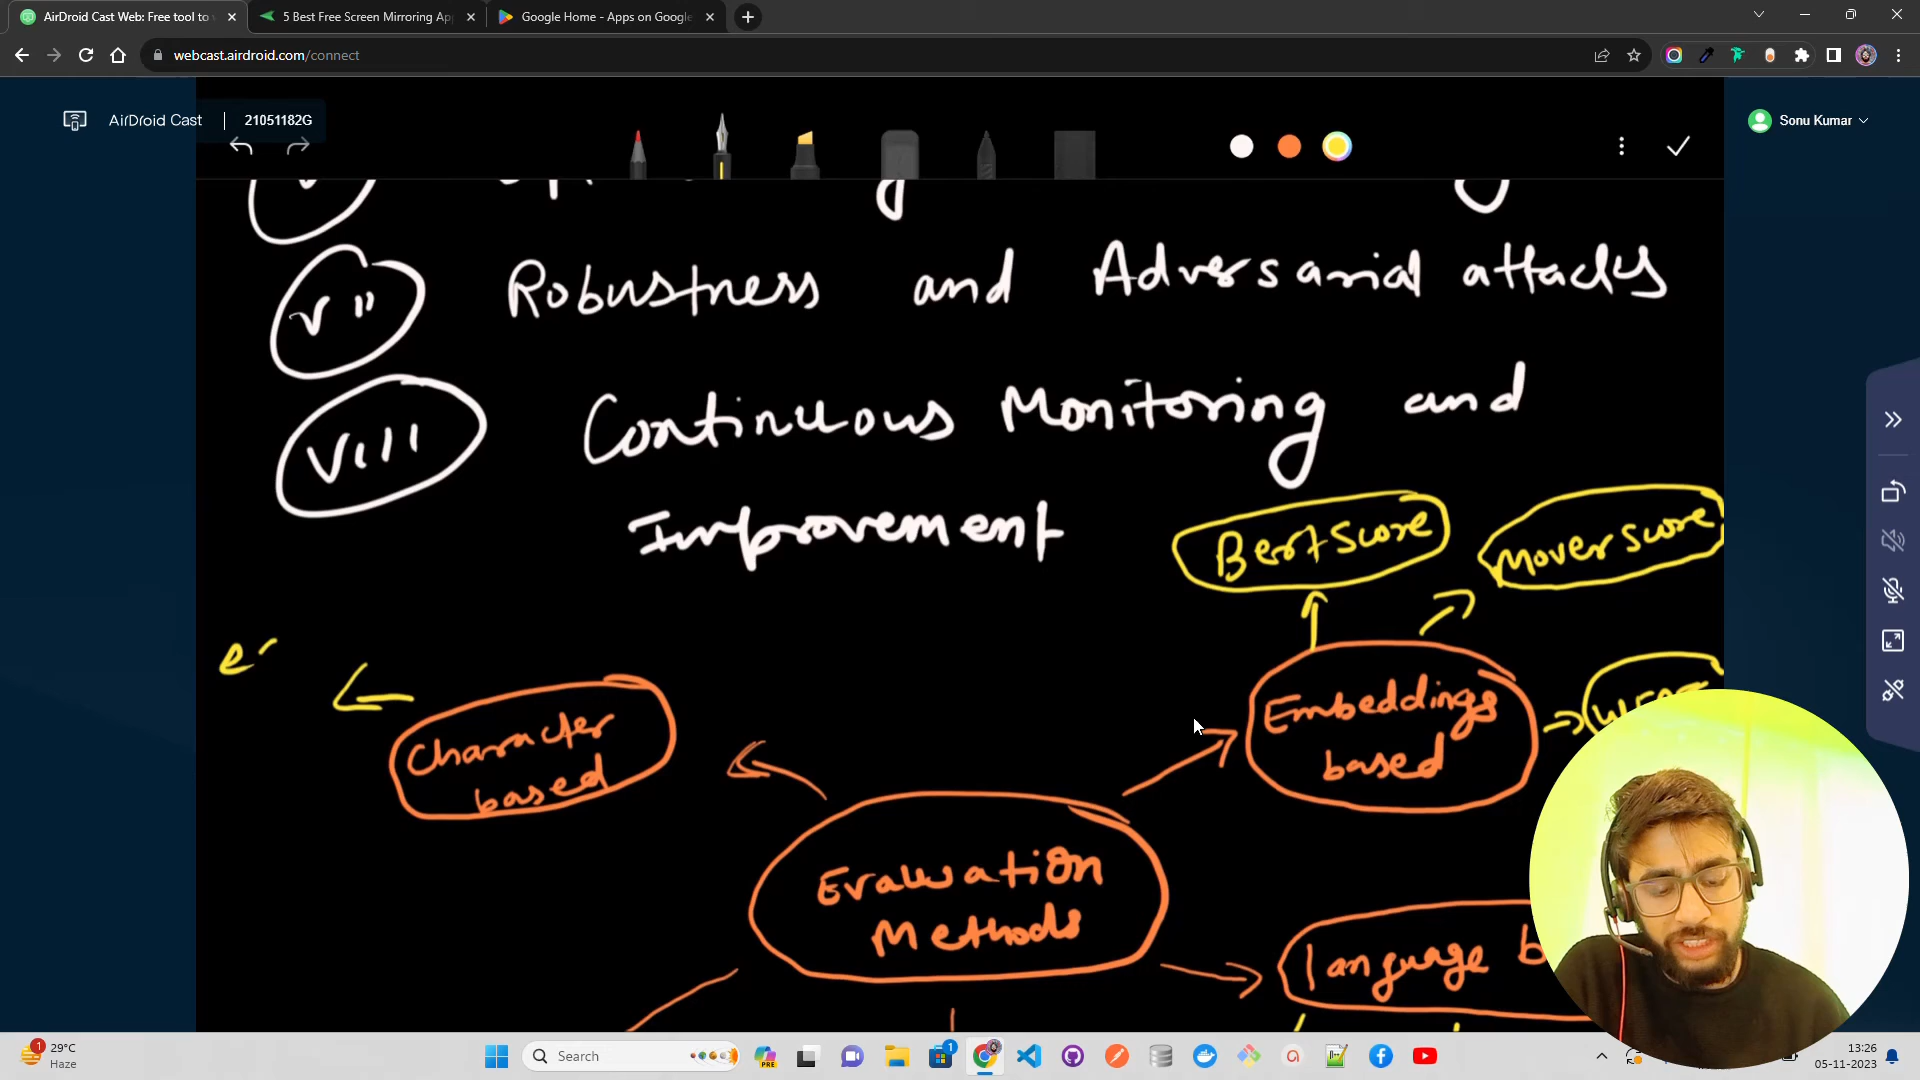 AirDroid Cast Web: Free tool to
5 Best Free Screen Mirroring Ap
Google Home - Apps on Google
webcast.airdroid.com/connect
AirDroid Cast
21051182G
Sonu Kumar
VII Robustness and Adversarial attacks
VIII Continuous Monitoring and
Improvement
BertScore
Moverscore
Embeddings
based
Character
based
Evaluation
Methods
language b
29°C
Haze
Search
PRE
13:26
05-11-2023